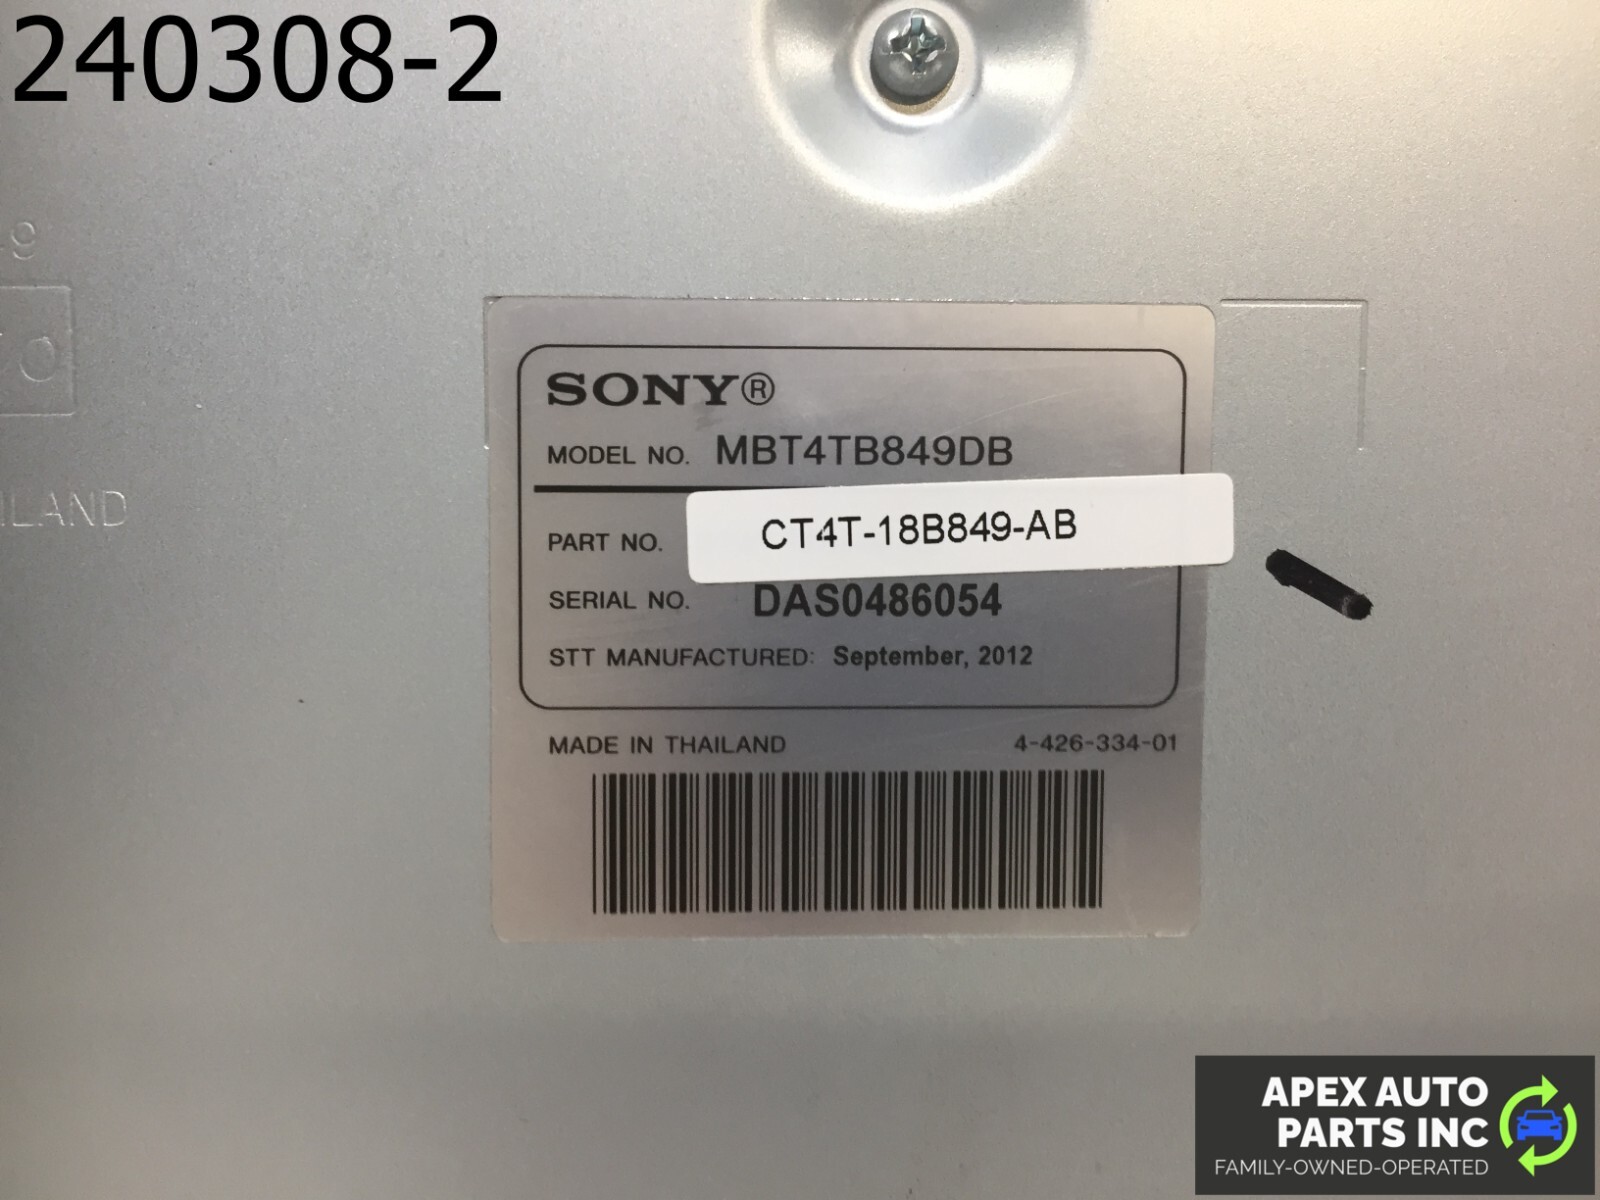 240308-2
9
O
ILAND
SONY®
MODEL NO. MBT4TB849DB
PART NO. CT4T-18B849-AB
SERIAL NO. DAS0486054
STT MANUFACTURED: September, 2012
MADE IN THAILAND 4-426-334-01
APEX AUTO
PARTS INC
FAMILY-OWNED-OPERATED